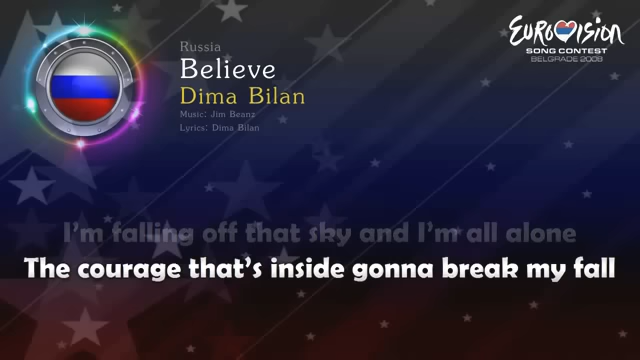 Russia
Believe
Dima Bilan
Music: Jim Beanz
Lyrics: Dima Bilan
EUROVISION
SONG CONTEST
BELGRADE 2008
I'm falling off that sky and I'm all alone
The courage that's inside gonna break my fall